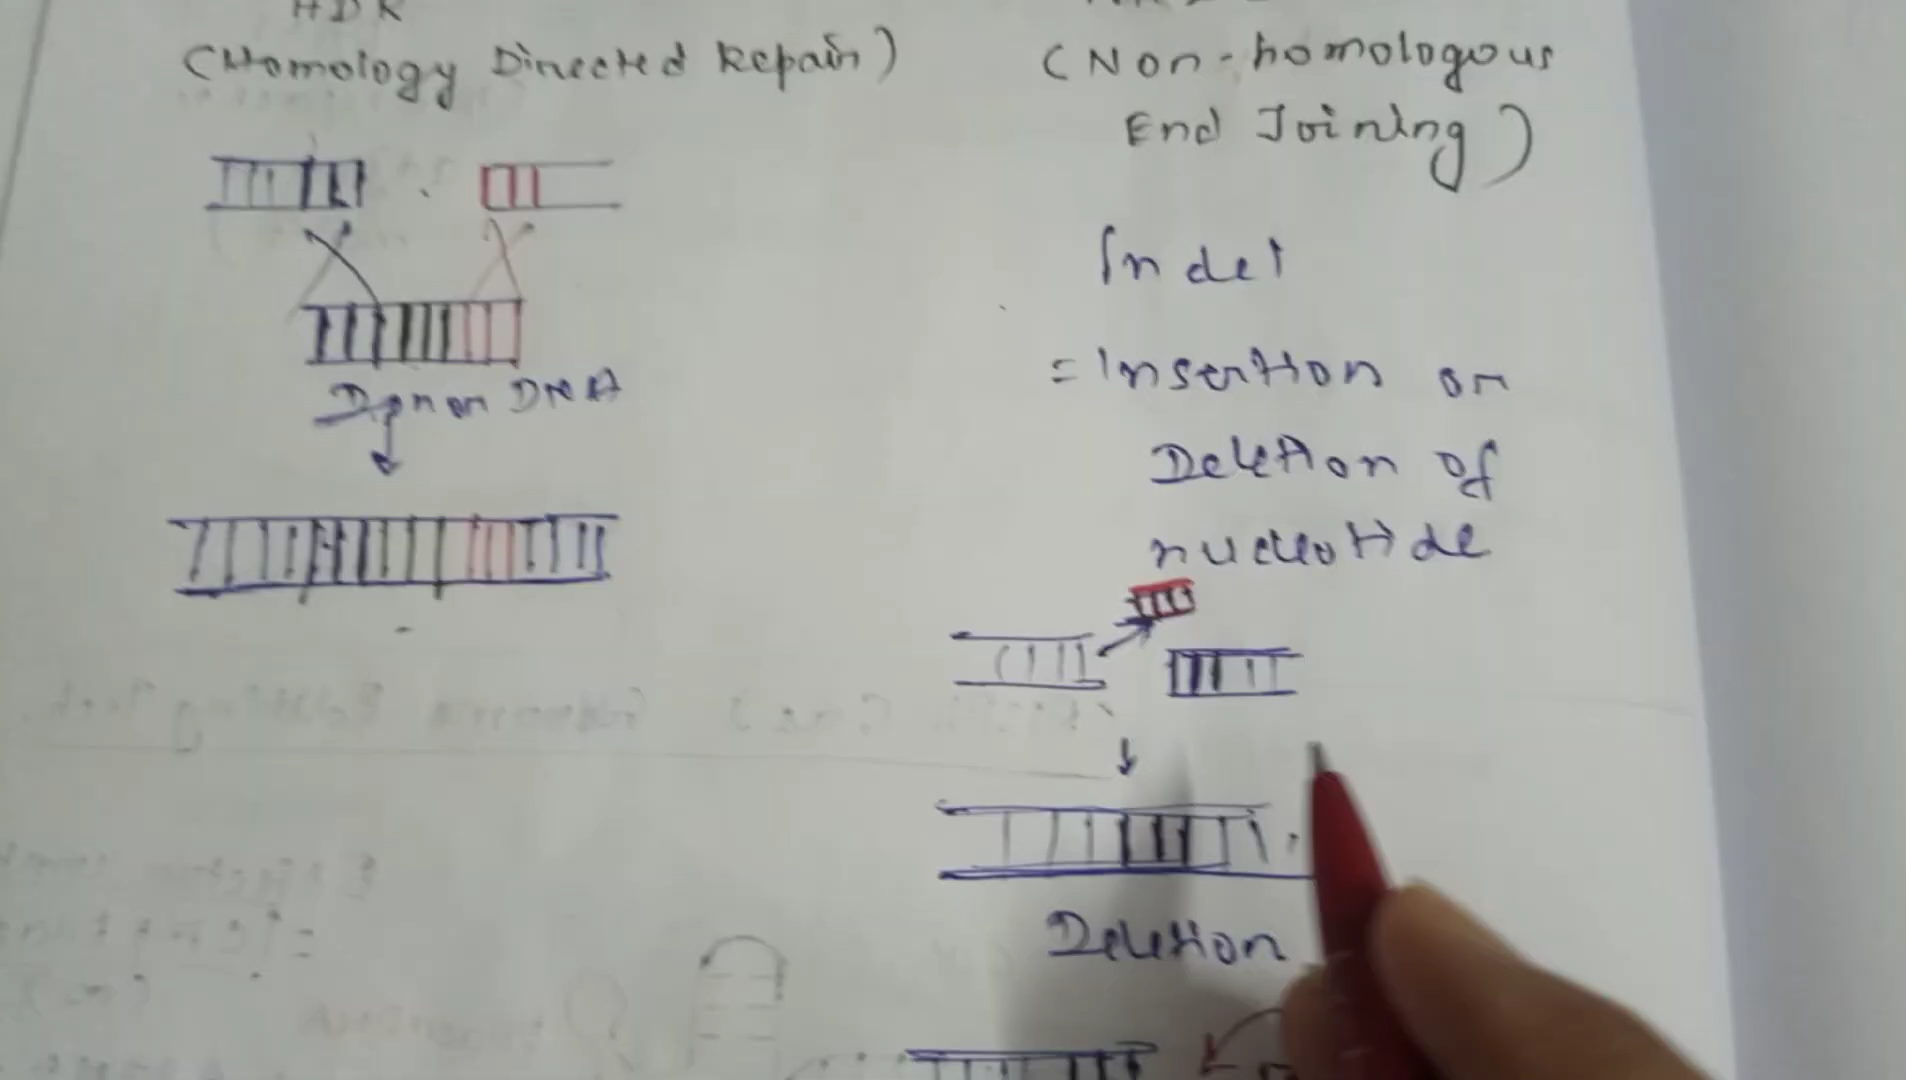 HDR
(Homology Directed Repair)
Donor DNA
(Non-homologous
End Joining)
Indel
= Insertion or
Deletion of
nucleotide
Deletion